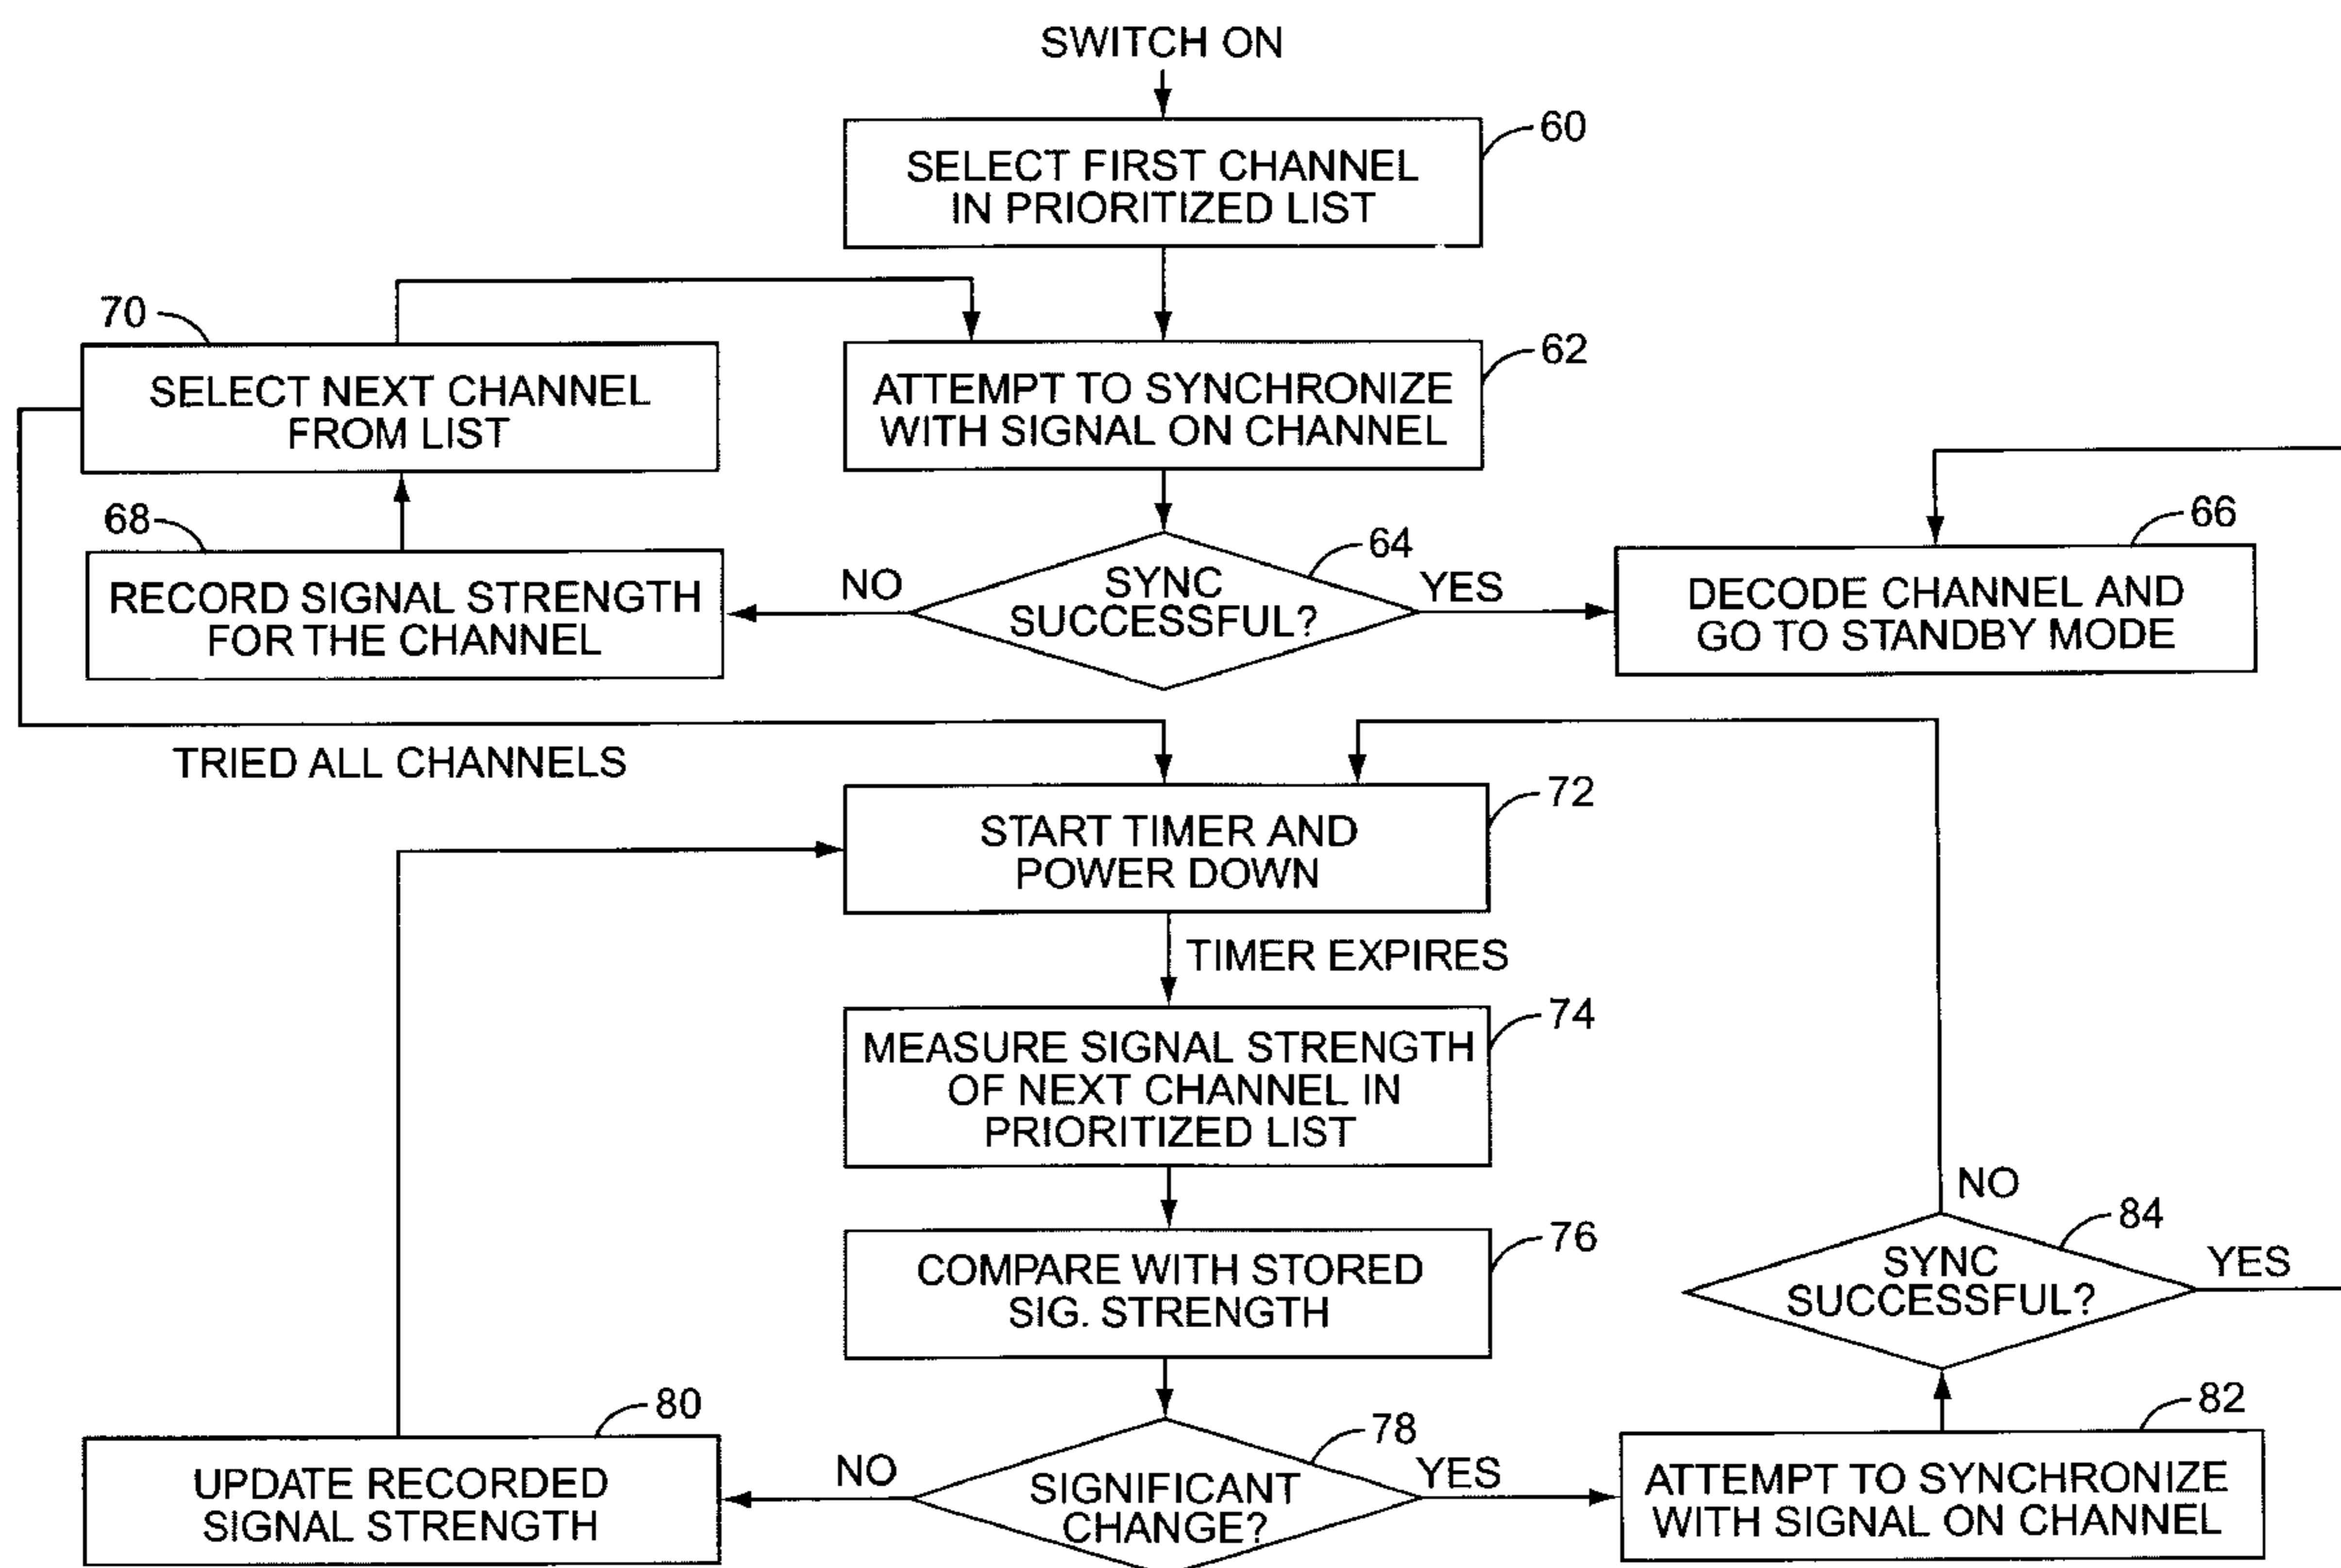 SWITCH ON
60
SELECT FIRST CHANNEL
IN PRIORITIZED LIST
70
SELECT NEXT CHANNEL
FROM LIST
62
ATTEMPT TO SYNCHRONIZE
WITH SIGNAL ON CHANNEL
68
RECORD SIGNAL STRENGTH
FOR THE CHANNEL
NO
64
SYNC
SUCCESSFUL?
YES
66
DECODE CHANNEL AND
GO TO STANDBY MODE
TRIED ALL CHANNELS
72
START TIMER AND
POWER DOWN
TIMER EXPIRES
74
MEASURE SIGNAL STRENGTH
OF NEXT CHANNEL IN
PRIORITIZED LIST
76
COMPARE WITH STORED
SIG. STRENGTH
NO
84
SYNC
SUCCESSFUL?
YES
80
UPDATE RECORDED
SIGNAL STRENGTH
NO
78
SIGNIFICANT
CHANGE?
YES
82
ATTEMPT TO SYNCHRONIZE
WITH SIGNAL ON CHANNEL